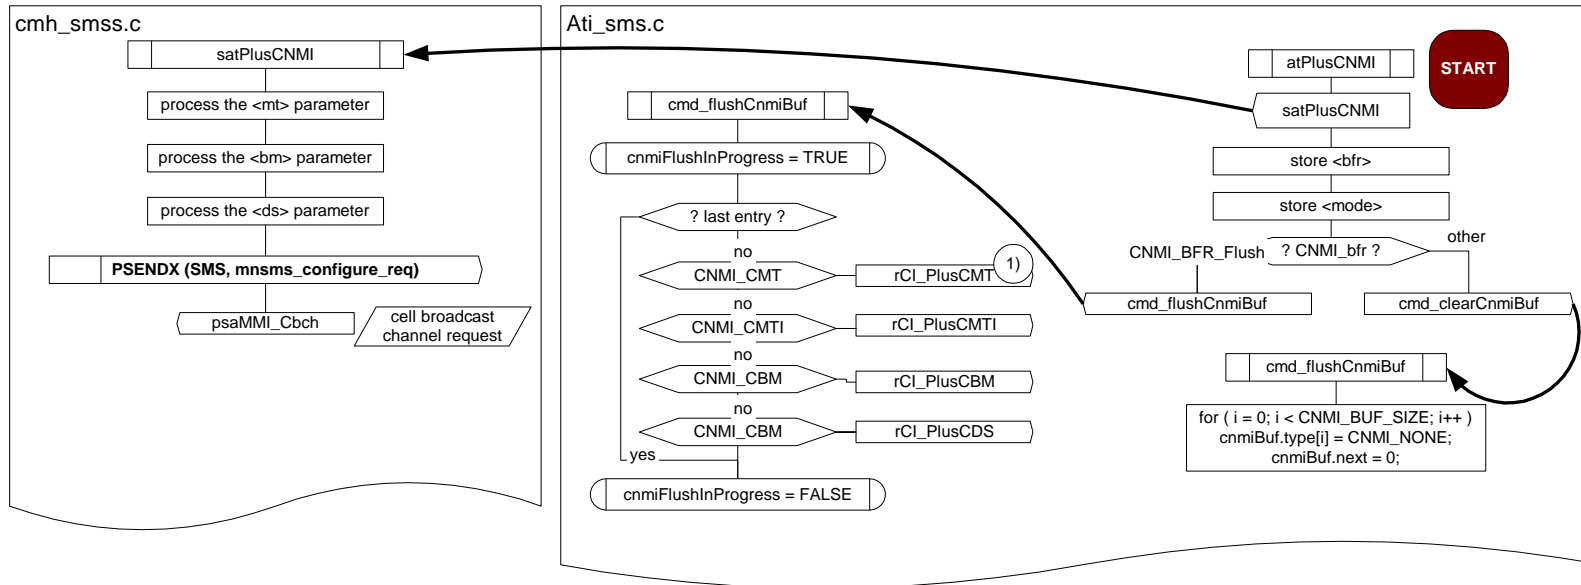 cmh_smss.c
satPlusCNMI
process the <mt> parameter
process the <bm> parameter
process the <ds> parameter
PSENDX (SMS, mnsms_configure_req)
psaMMI_Cbch
cell broadcast
channel request
Ati_sms.c
cmd_flushCnmiBuf
cnmiFlushInProgress = TRUE
? last entry ?
no
CNMI_CMT
rCI_PlusCMT
1)
no
CNMI_CMTI
rCI_PlusCMTI
no
CNMI_CBM
rCI_PlusCBM
no
CNMI_CBM
rCI_PlusCDS
yes
cnmiFlushInProgress = FALSE
START
atPlusCNMI
satPlusCNMI
store <bfr>
store <mode>
? CNMI_bfr ?
CNMI_BFR_Flush
other
cmd_flushCnmiBuf
cmd_clearCnmiBuf
cmd_flushCnmiBuf
for ( i = 0; i < CNMI_BUF_SIZE; i++ )
cnmiBuf.type[i] = CNMI_NONE;
cnmiBuf.next = 0;